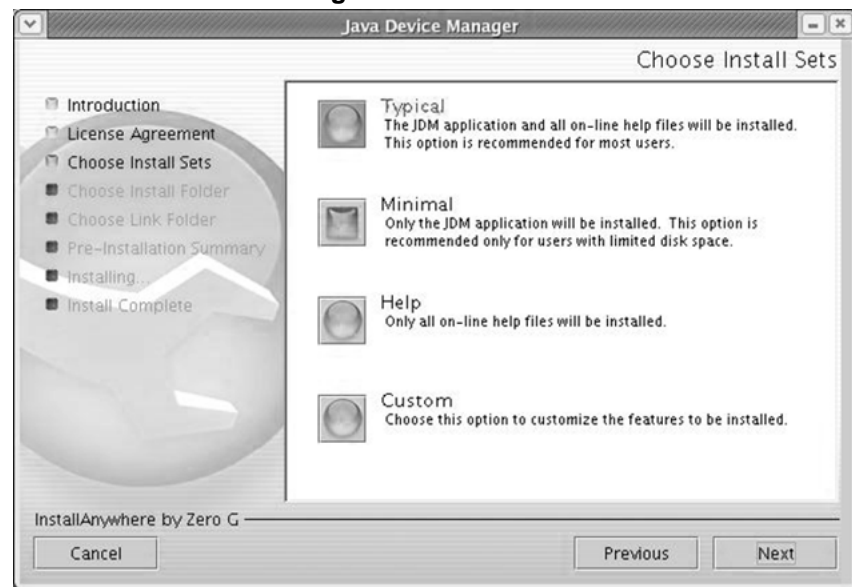 Java Device Manager
Choose Install Sets
Introduction
License Agreement
Choose Install Sets
Choose Install Folder
Choose Link Folder
Pre-Installation Summary
Installing...
Install Complete
Typical
The JDM application and all on-line help files will be installed.
This option is recommended for most users.
Minimal
Only the JDM application will be installed. This option is
recommended only for users with limited disk space.
Help
Only all on-line help files will be installed.
Custom
Choose this option to customize the features to be installed.
InstallAnywhere by Zero G
Cancel
Previous
Next